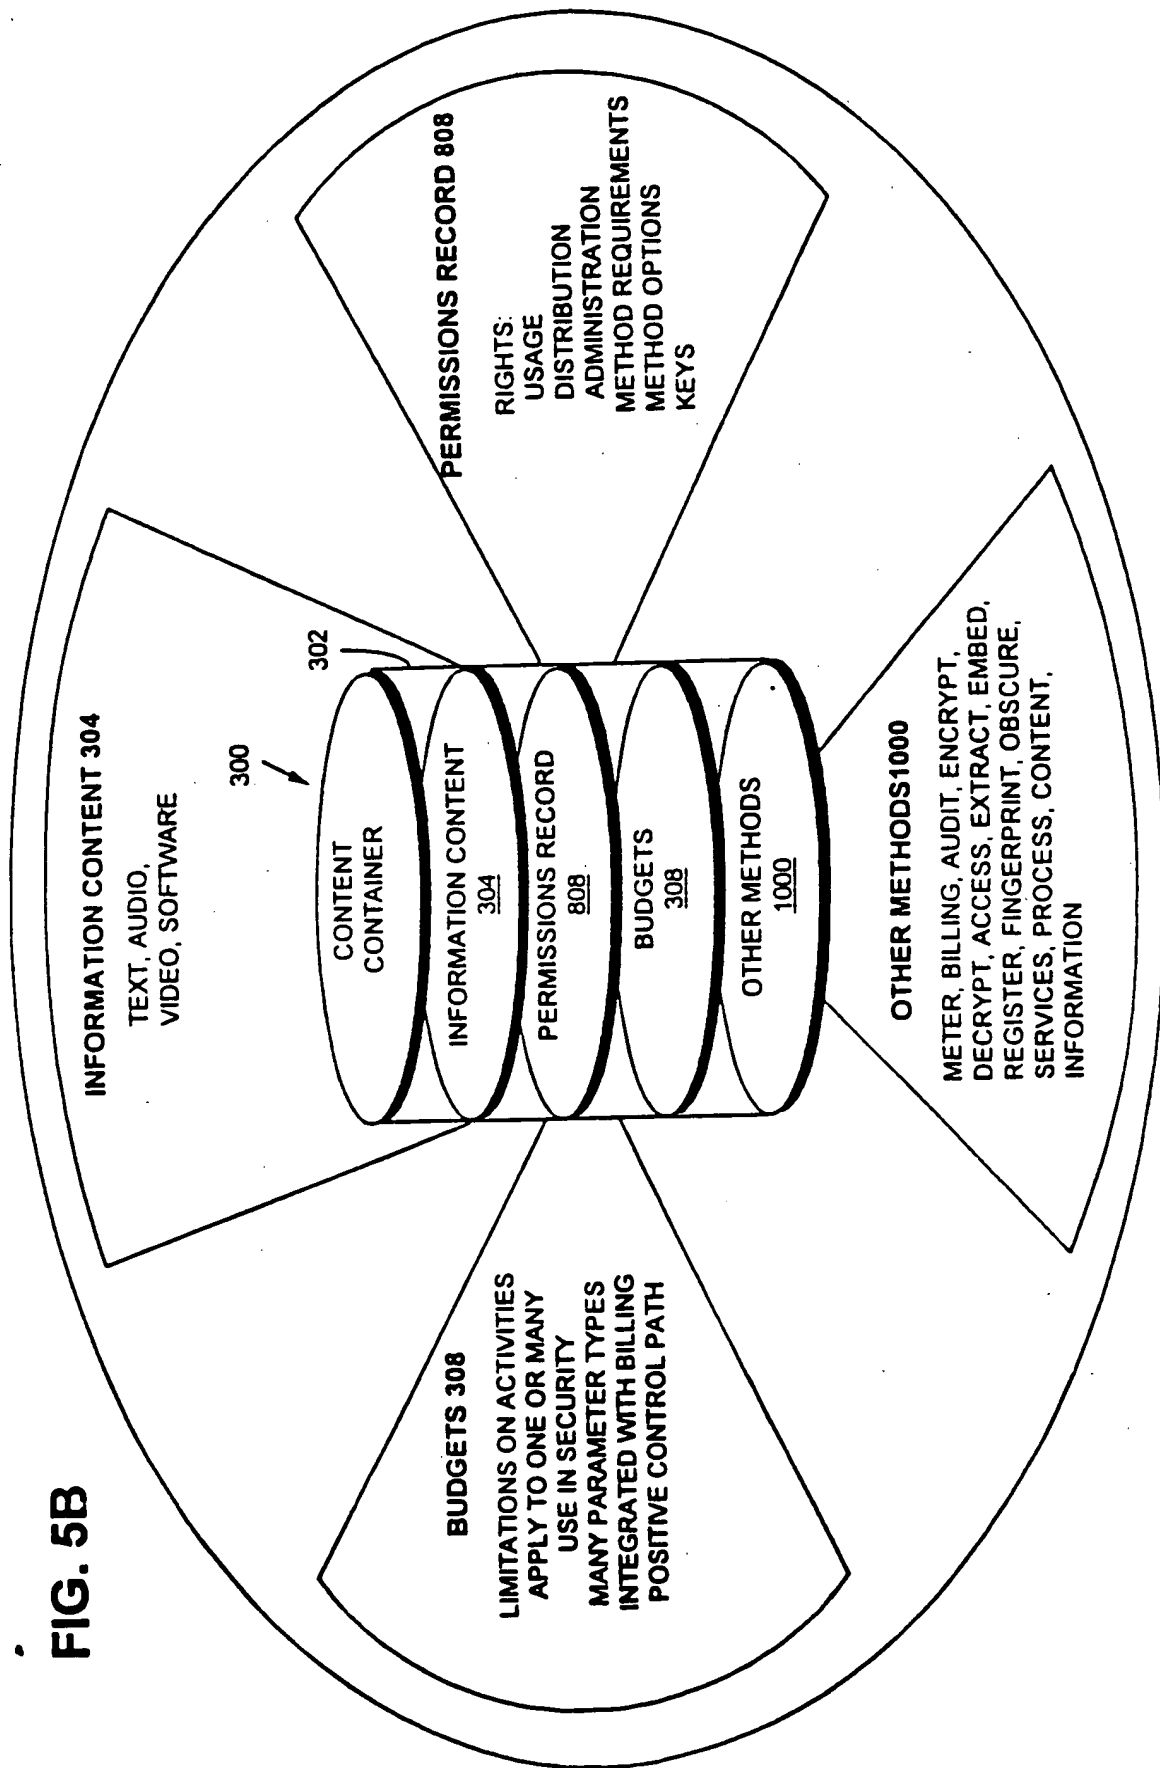 FIG. 5B
INFORMATION CONTENT 304
TEXT, AUDIO,
VIDEO, SOFTWARE
300
302
CONTENT
CONTAINER
INFORMATION CONTENT
304
PERMISSIONS RECORD
808
BUDGETS
308
OTHER METHODS
1000
BUDGETS 308
LIMITATIONS ON ACTIVITIES
APPLY TO ONE OR MANY
USE IN SECURITY
MANY PARAMETER TYPES
INTEGRATED WITH BILLING
POSITIVE CONTROL PATH
PERMISSIONS RECORD 808
RIGHTS:
USAGE
DISTRIBUTION
ADMINISTRATION
METHOD REQUIREMENTS
METHOD OPTIONS
KEYS
OTHER METHODS1000
METER, BILLING, AUDIT, ENCRYPT,
DECRYPT, ACCESS, EXTRACT, EMBED,
REGISTER, FINGERPRINT, OBSCURE,
SERVICES, PROCESS, CONTENT,
INFORMATION